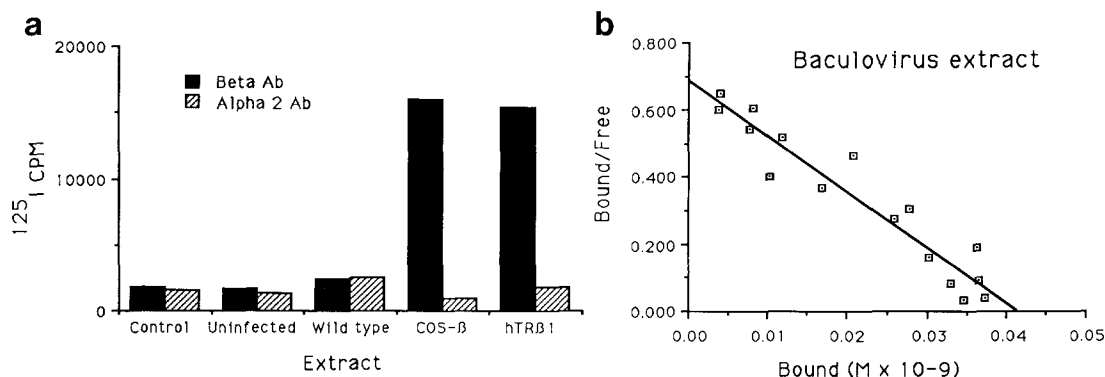 a
20000
10000
0
125 I CPM
Beta Ab
Alpha 2 Ab
Control
Uninfected
Wild type
COS-ß
hTRß1
Extract
b
Baculovirus extract
0.800
0.600
0.400
0.200
0.000
Bound/Free
0.00
0.01
0.02
0.03
0.04
0.05
Bound (M x 10-9)